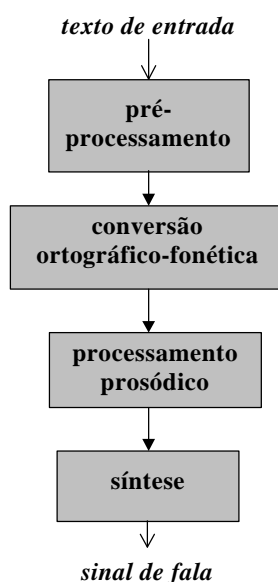 texto de entrada
pré-
processamento
conversão
ortográfico-fonética
processamento
prosódico
síntese
sinal de fala